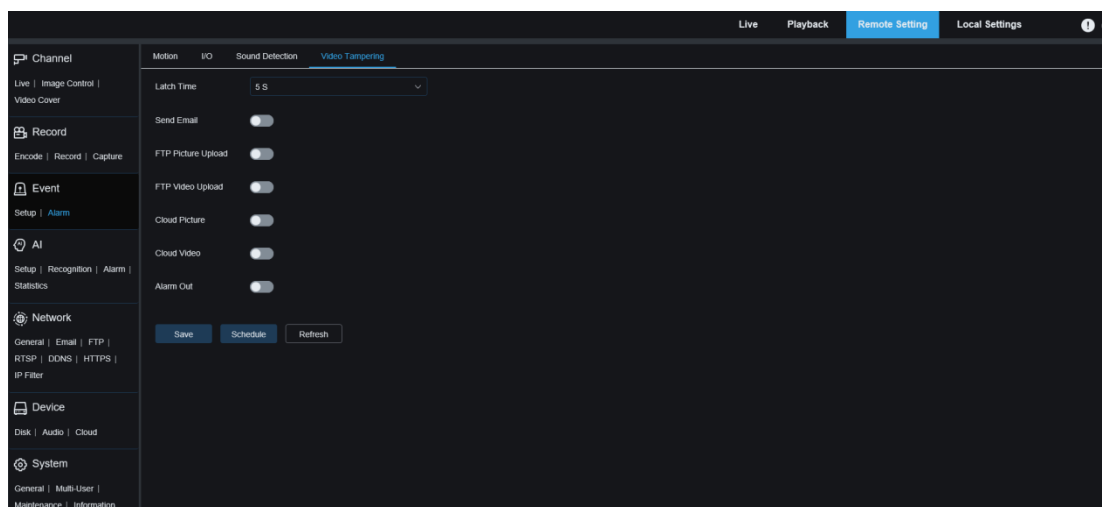 Live Playback Remote Setting Local Settings
Channel
Live | Image Control |
Video Cover
Record
Encode | Record | Capture
Event
Setup | Alarm
AI
Setup | Recognition | Alarm |
Statistics
Network
General | Email | FTP |
RTSP | DDNS | HTTPS |
IP Filter
Device
Disk | Audio | Cloud
System
General | Multi-User |
Maintenance | Information
Motion I/O Sound Detection Video Tampering
Latch Time 5 S
Send Email
FTP Picture Upload
FTP Video Upload
Cloud Picture
Cloud Video
Alarm Out
Save Schedule Refresh